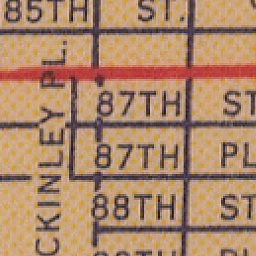 85TH ST.
87TH ST
87TH PL
88TH ST
CKINLEY PL.